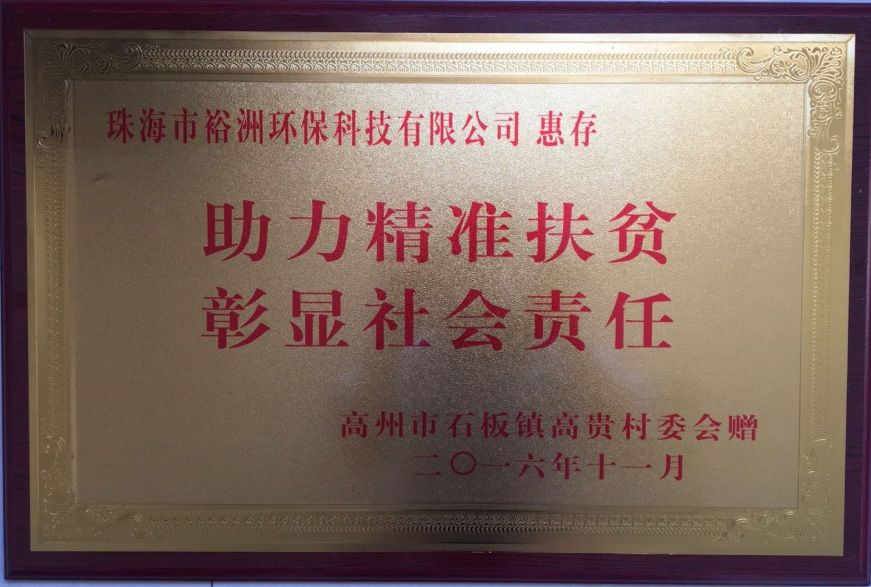 珠海市裕洲环保科技有限公司 惠存
助力精准扶贫
彰显社会责任
高州市石板镇高贵村委会赠
二〇一六年十一月